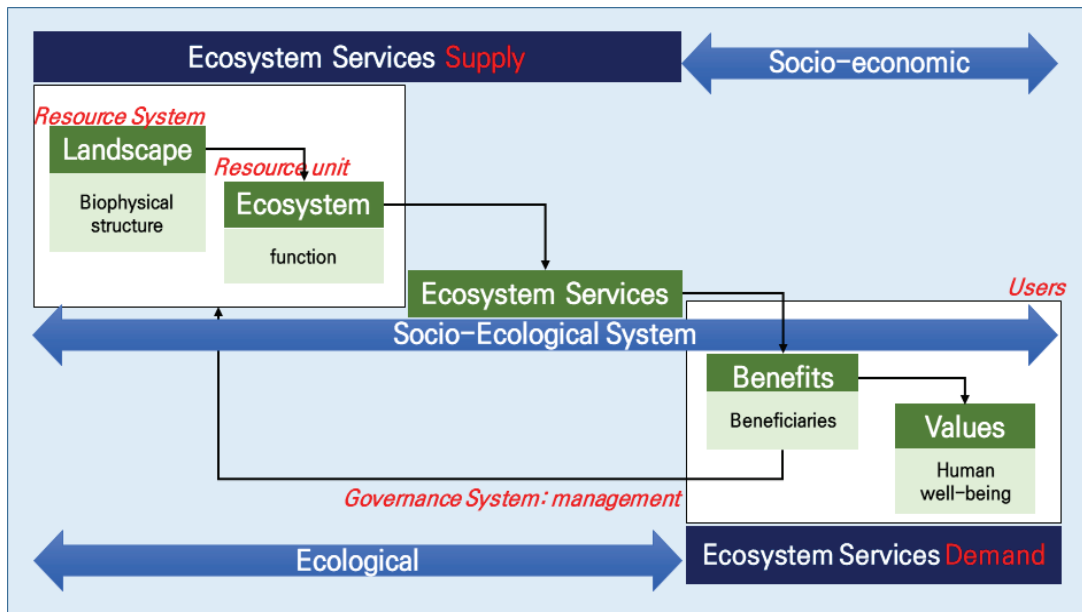 Ecosystem Services Supply
Socio-economic
Resource System
Landscape
Biophysical
structure
Resource unit
Ecosystem
function
Ecosystem Services
Users
Socio-Ecological System
Benefits
Beneficiaries
Values
Human
well-being
Governance System: management
Ecological
Ecosystem Services Demand